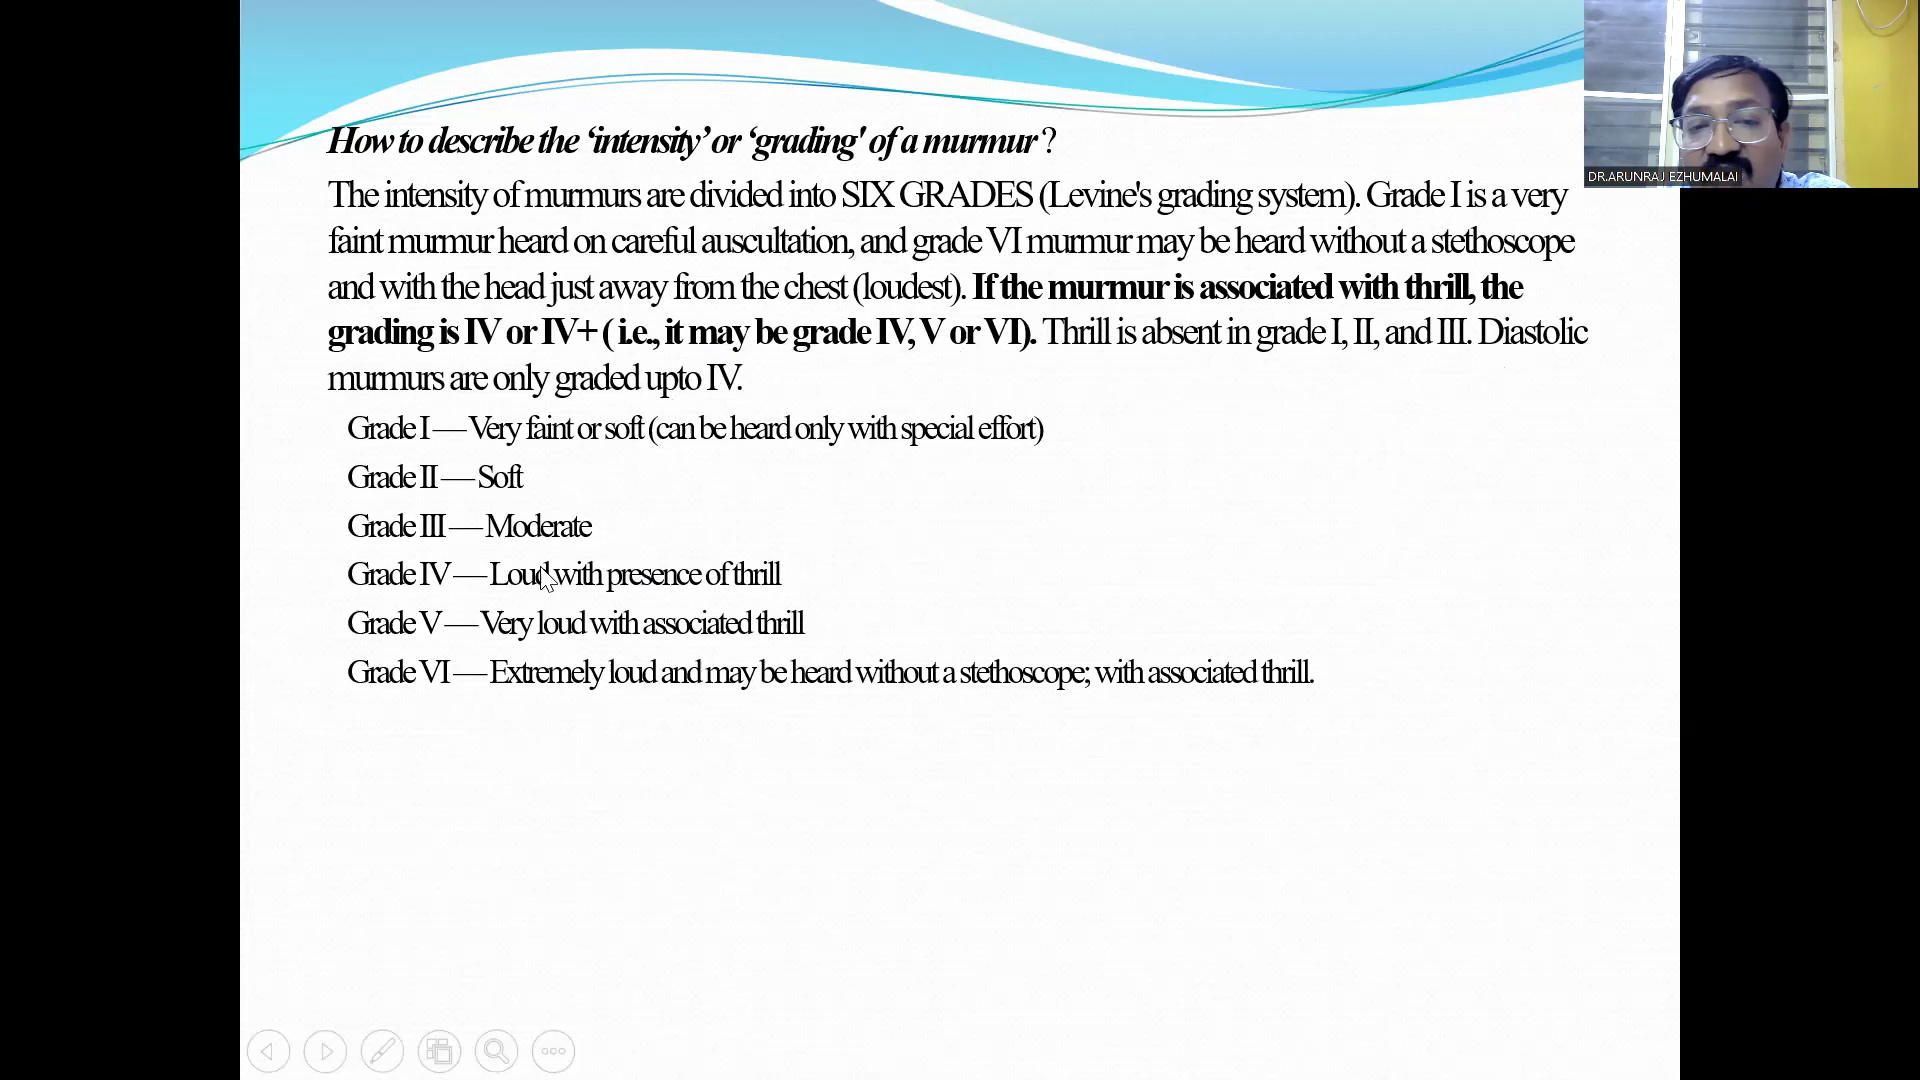 How to describe the ‘intensity’ or ‘grading' of a murmur ?
The intensity of murmurs are divided into SIX GRADES (Levine's grading system). Grade I is a very
faint murmur heard on careful auscultation, and grade VI murmur may be heard without a stethoscope
and with the head just away from the chest (loudest). If the murmur is associated with thrill, the
grading is IV or IV+ ( i.e., it may be grade IV, V or VI). Thrill is absent in grade I, II, and III. Diastolic
murmurs are only graded upto IV.
Grade I — Very faint or soft (can be heard only with special effort)
Grade II — Soft
Grade III — Moderate
Grade IV — Loud with presence of thrill
Grade V — Very loud with associated thrill
Grade VI — Extremely loud and may be heard without a stethoscope; with associated thrill.
DR.ARUNRAJ EZHUMALAI